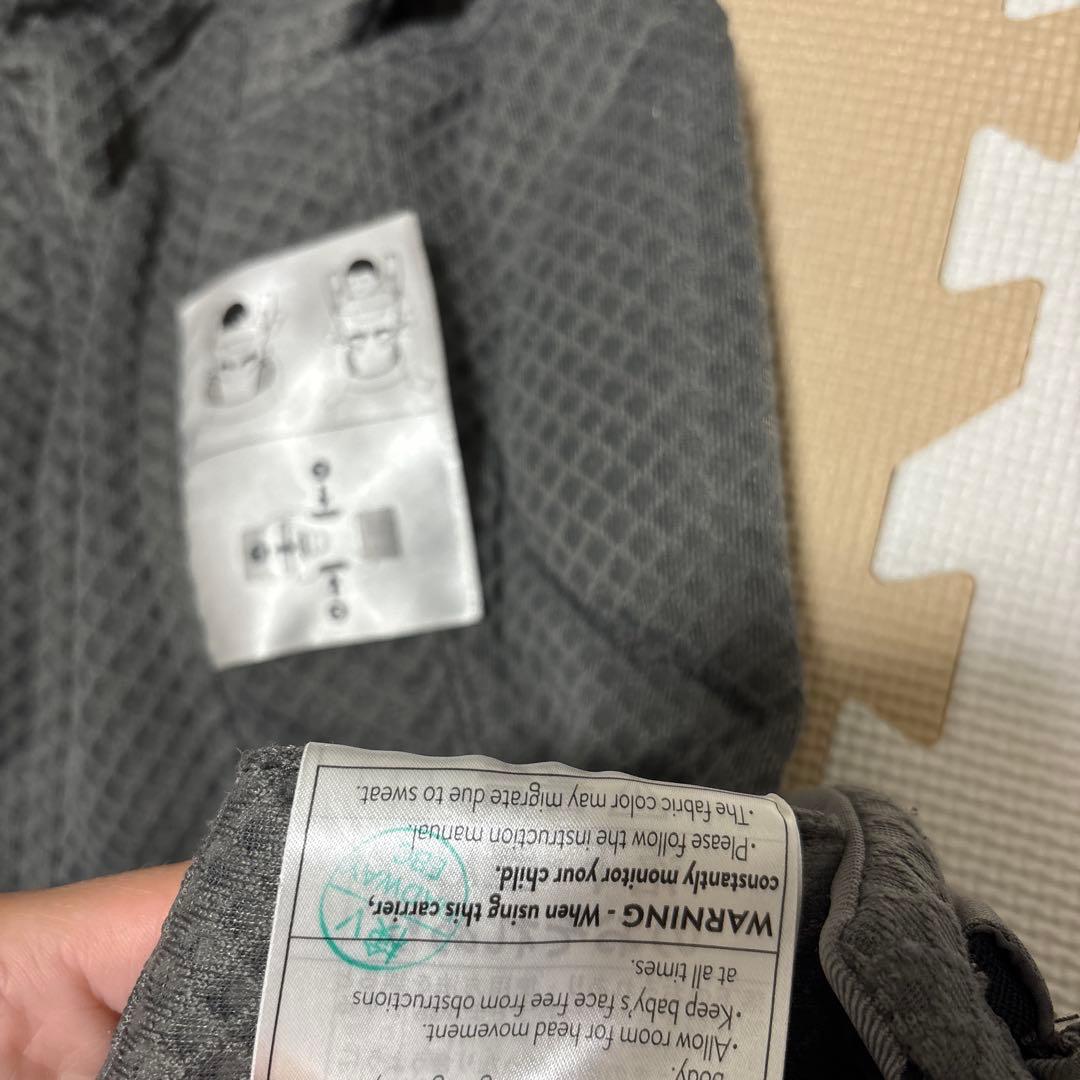 body.
•Allow room for head movement.
•Keep baby's face free from obstructions
at all times.
WARNING - When using this carrier,
constantly monitor your child.
•Please follow the instruction manual.
•The fabric color may migrate due to sweat.